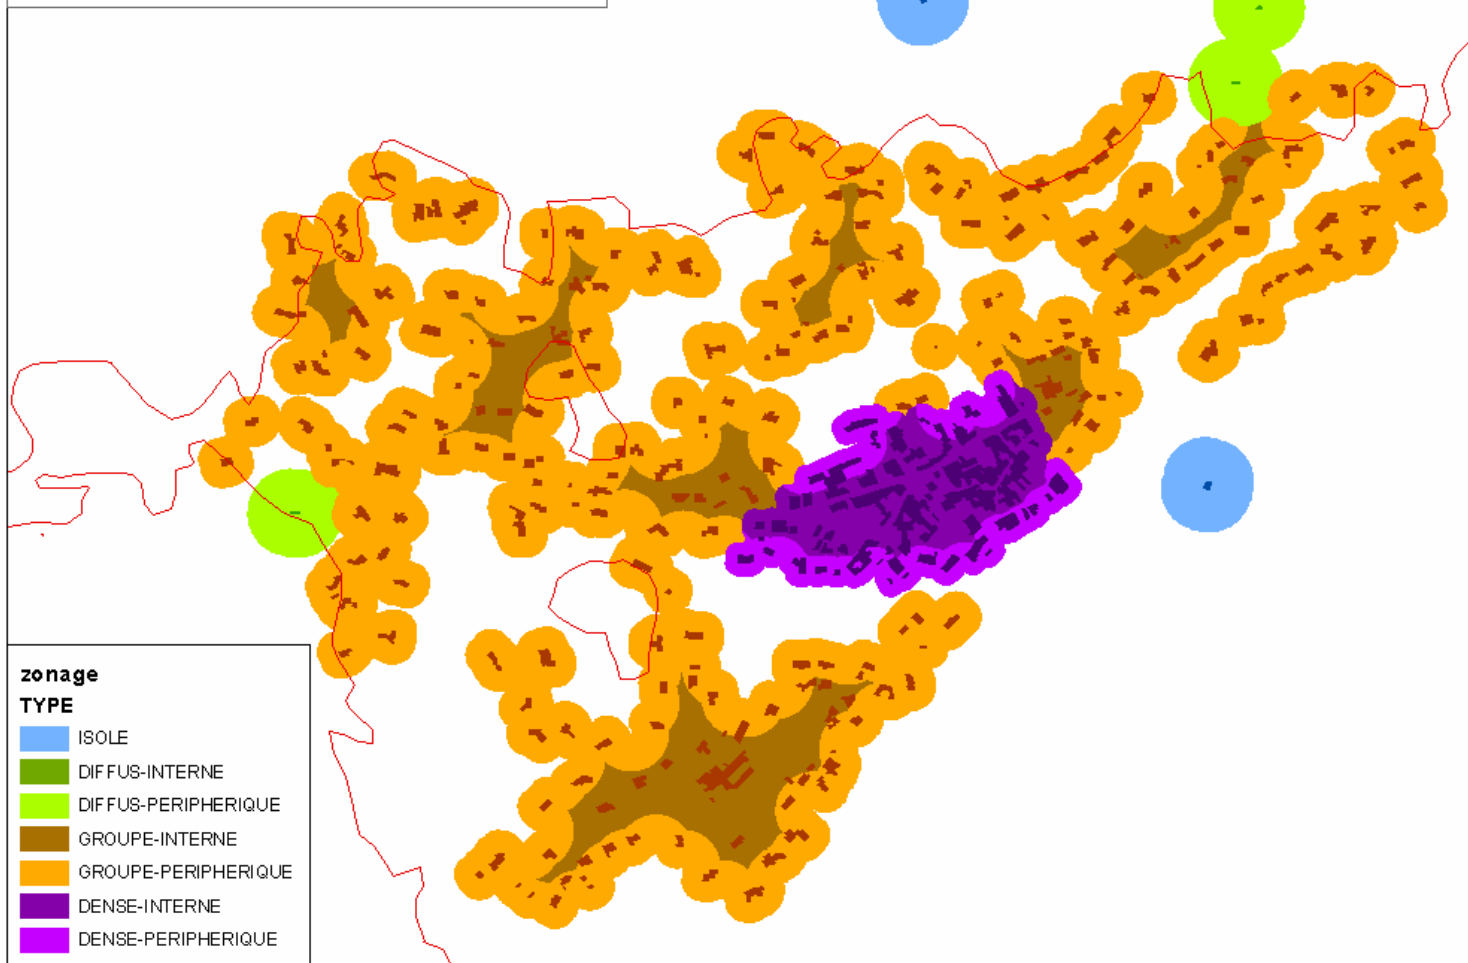 zonage
TYPE
ISOLE
DIFFUS-INTERNE
DIFFUS-PERIPHERIQUE
GROUPE-INTERNE
GROUPE-PERIPHERIQUE
DENSE-INTERNE
DENSE-PERIPHERIQUE